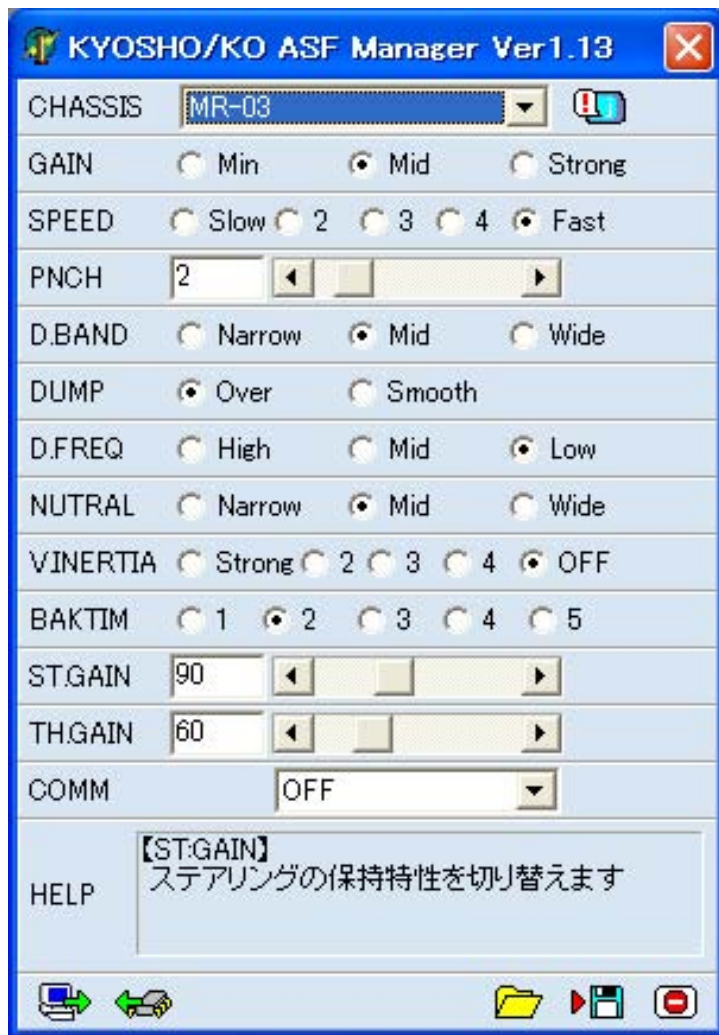 KYOSHO/KO ASF Manager Ver1.13
CHASSIS MR-03
GAIN Min Mid Strong
SPEED Slow 2 3 4 Fast
PNCH 2
D.BAND Narrow Mid Wide
DUMP Over Smooth
D.FREQ High Mid Low
NUTRAL Narrow Mid Wide
V.INERTIA Strong 2 3 4 OFF
BAKTIM 1 2 3 4 5
ST.GAIN 90
TH.GAIN 60
COMM OFF
HELP
【ST:GAIN】
ステアリングの保持特性を切り替えます